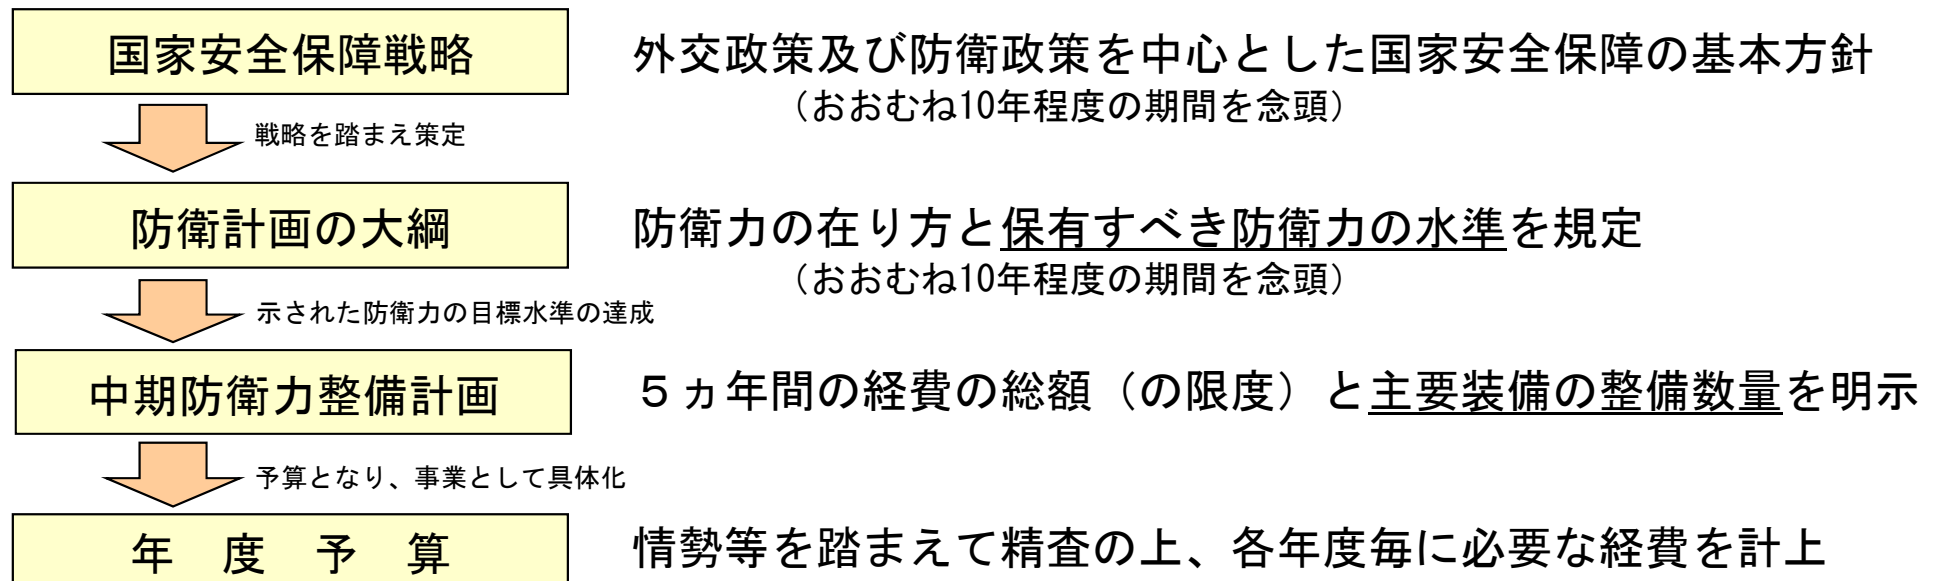 国家安全保障戦略
外交政策及び防衛政策を中心とした国家安全保障の基本方針
（おおむね10年程度の期間を念頭）
戦略を踏まえ策定
防衛計画の大綱
防衛力の在り方と保有すべき防衛力の水準を規定
（おおむね10年程度の期間を念頭）
示された防衛力の目標水準の達成
中期防衛力整備計画
５ヵ年間の経費の総額（の限度）と主要装備の整備数量を明示
予算となり、事業として具体化
年　度　予　算
情勢等を踏まえて精査の上、各年度毎に必要な経費を計上